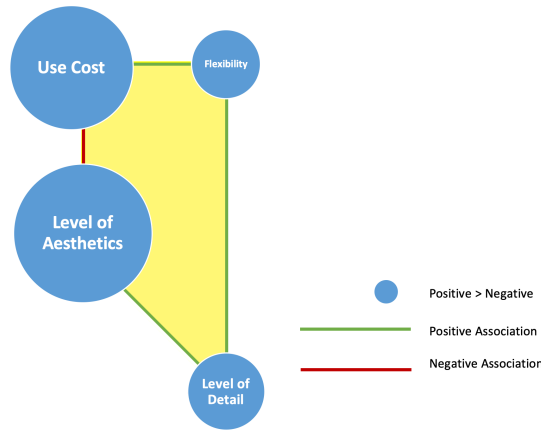 Use Cost
Flexibility
Level of
Aesthetics
Positive > Negative
Positive Association
Negative Association
Level of
Detail